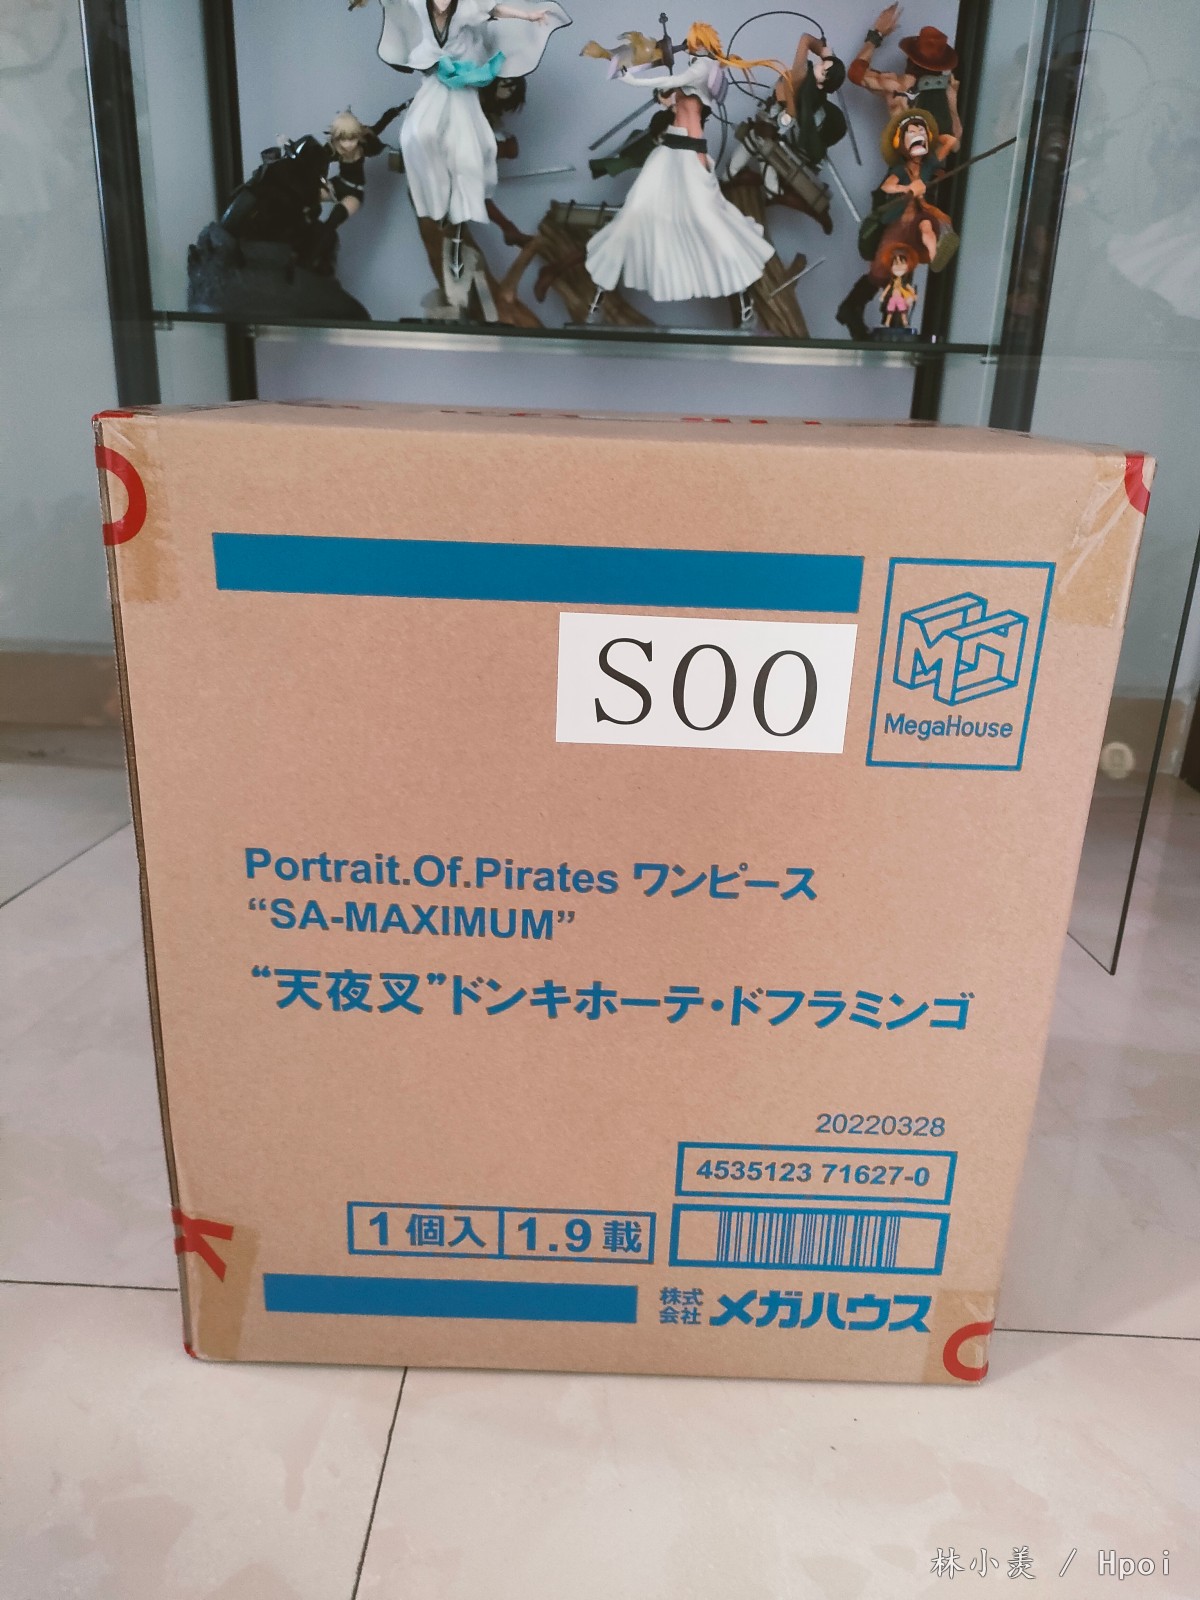 SOO
MegaHouse
Portrait.Of.Pirates ワンピース
“SA-MAXIMUM”
“天夜叉”ドンキホーテ・ドフラミンゴ
20220328
4535123 71627-0
1個入 1.9載
株式会社 メガハウス
林小羙 / Hpoi